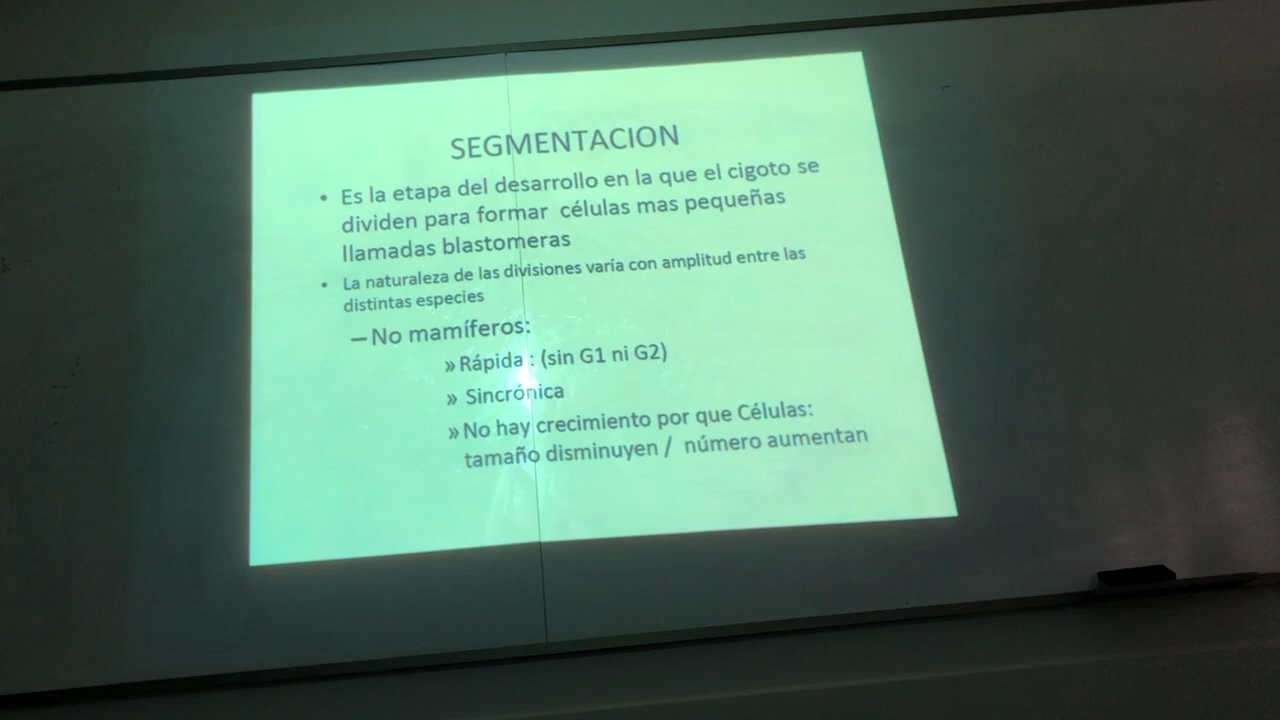 SEGMENTACION
• Es la etapa del desarrollo en la que el cigoto se
dividen para formar células mas pequeñas
llamadas blastomeras
• La naturaleza de las divisiones varía con amplitud entre las
distintas especies
– No mamíferos:
» Rápida : (sin G1 ni G2)
» Sincrónica
» No hay crecimiento por que Células:
tamaño disminuyen / número aumentan